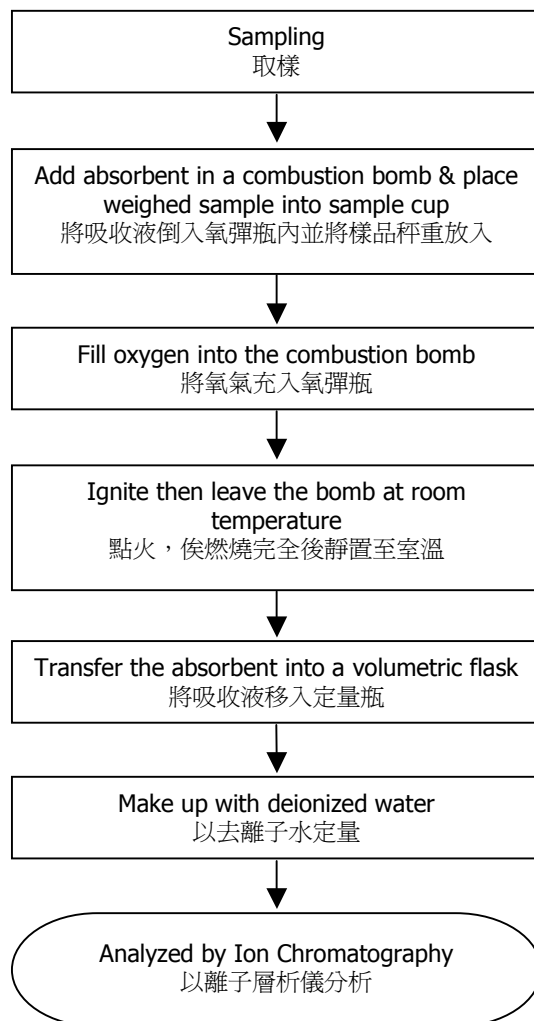 Sampling
取樣
Add absorbent in a combustion bomb & place
weighed sample into sample cup
將吸收液倒入氧彈瓶內並將樣品秤重放入
Fill oxygen into the combustion bomb
將氧氣充入氧彈瓶
Ignite then leave the bomb at room
temperature
點火，俟燃燒完全後靜置至室溫
Transfer the absorbent into a volumetric flask
將吸收液移入定量瓶
Make up with deionized water
以去離子水定量
Analyzed by Ion Chromatography
以離子層析儀分析